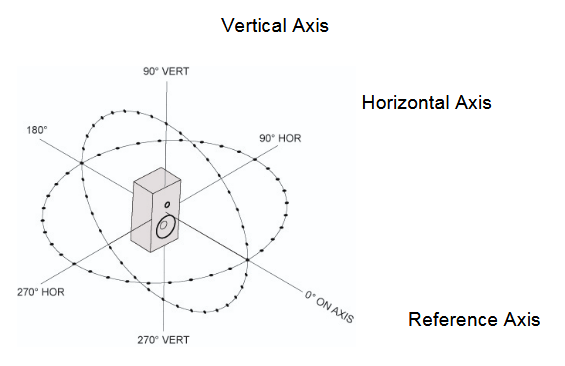 Vertical Axis
90° VERT
Horizontal Axis
180°
90° HOR
270° HOR
0° ON AXIS
Reference Axis
270° VERT